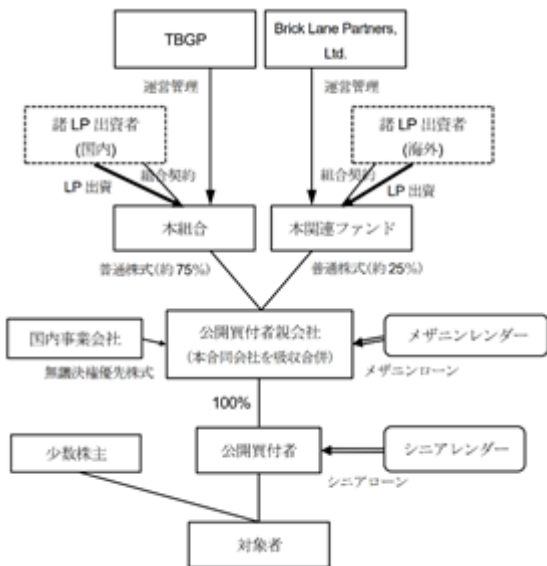 TBGP
Brick Lane Partners,
Ltd.
運営管理
運営管理
諸 LP 出資者
(国内)
諸 LP 出資者
(海外)
組合契約
組合契約
LP 出資
LP 出資
本組合
本関連ファンド
普通株式(約 75%)
普通株式(約 25%)
国内事業会社
公開買付者親会社
(本合同会社を吸収合併)
メザニンレンダー
無議決権優先株式
メザニンローン
100%
少数株主
公開買付者
シニアレンダー
シニアローン
対象者